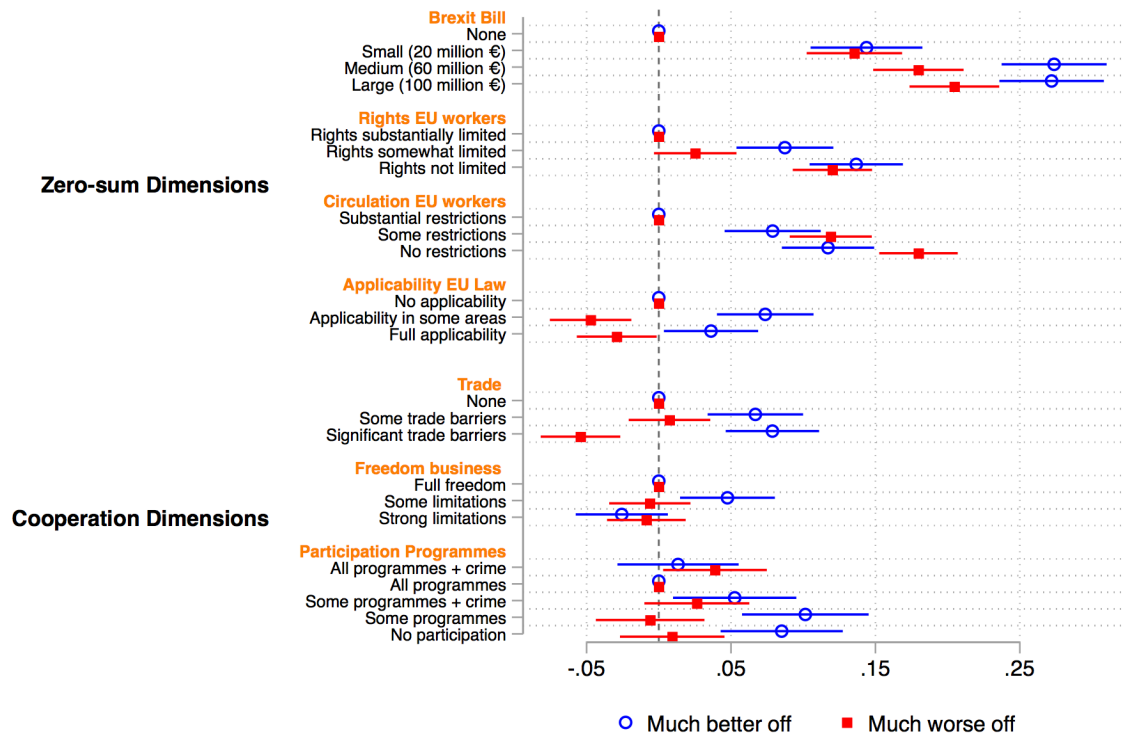 Brexit Bill
None
Small (20 million €)
Medium (60 million €)
Large (100 million €)
Rights EU workers
Rights substantially limited
Rights somewhat limited
Rights not limited
Zero-sum Dimensions
Circulation EU workers
Substantial restrictions
Some restrictions
No restrictions
Applicability EU Law
No applicability
Applicability in some areas
Full applicability
Trade
None
Some trade barriers
Significant trade barriers
Freedom business
Full freedom
Some limitations
Cooperation Dimensions
Strong limitations
Participation Programmes
All programmes + crime
All programmes
Some programmes + crime
Some programmes
No participation
-.05 .05 .15 .25
Much better off Much worse off